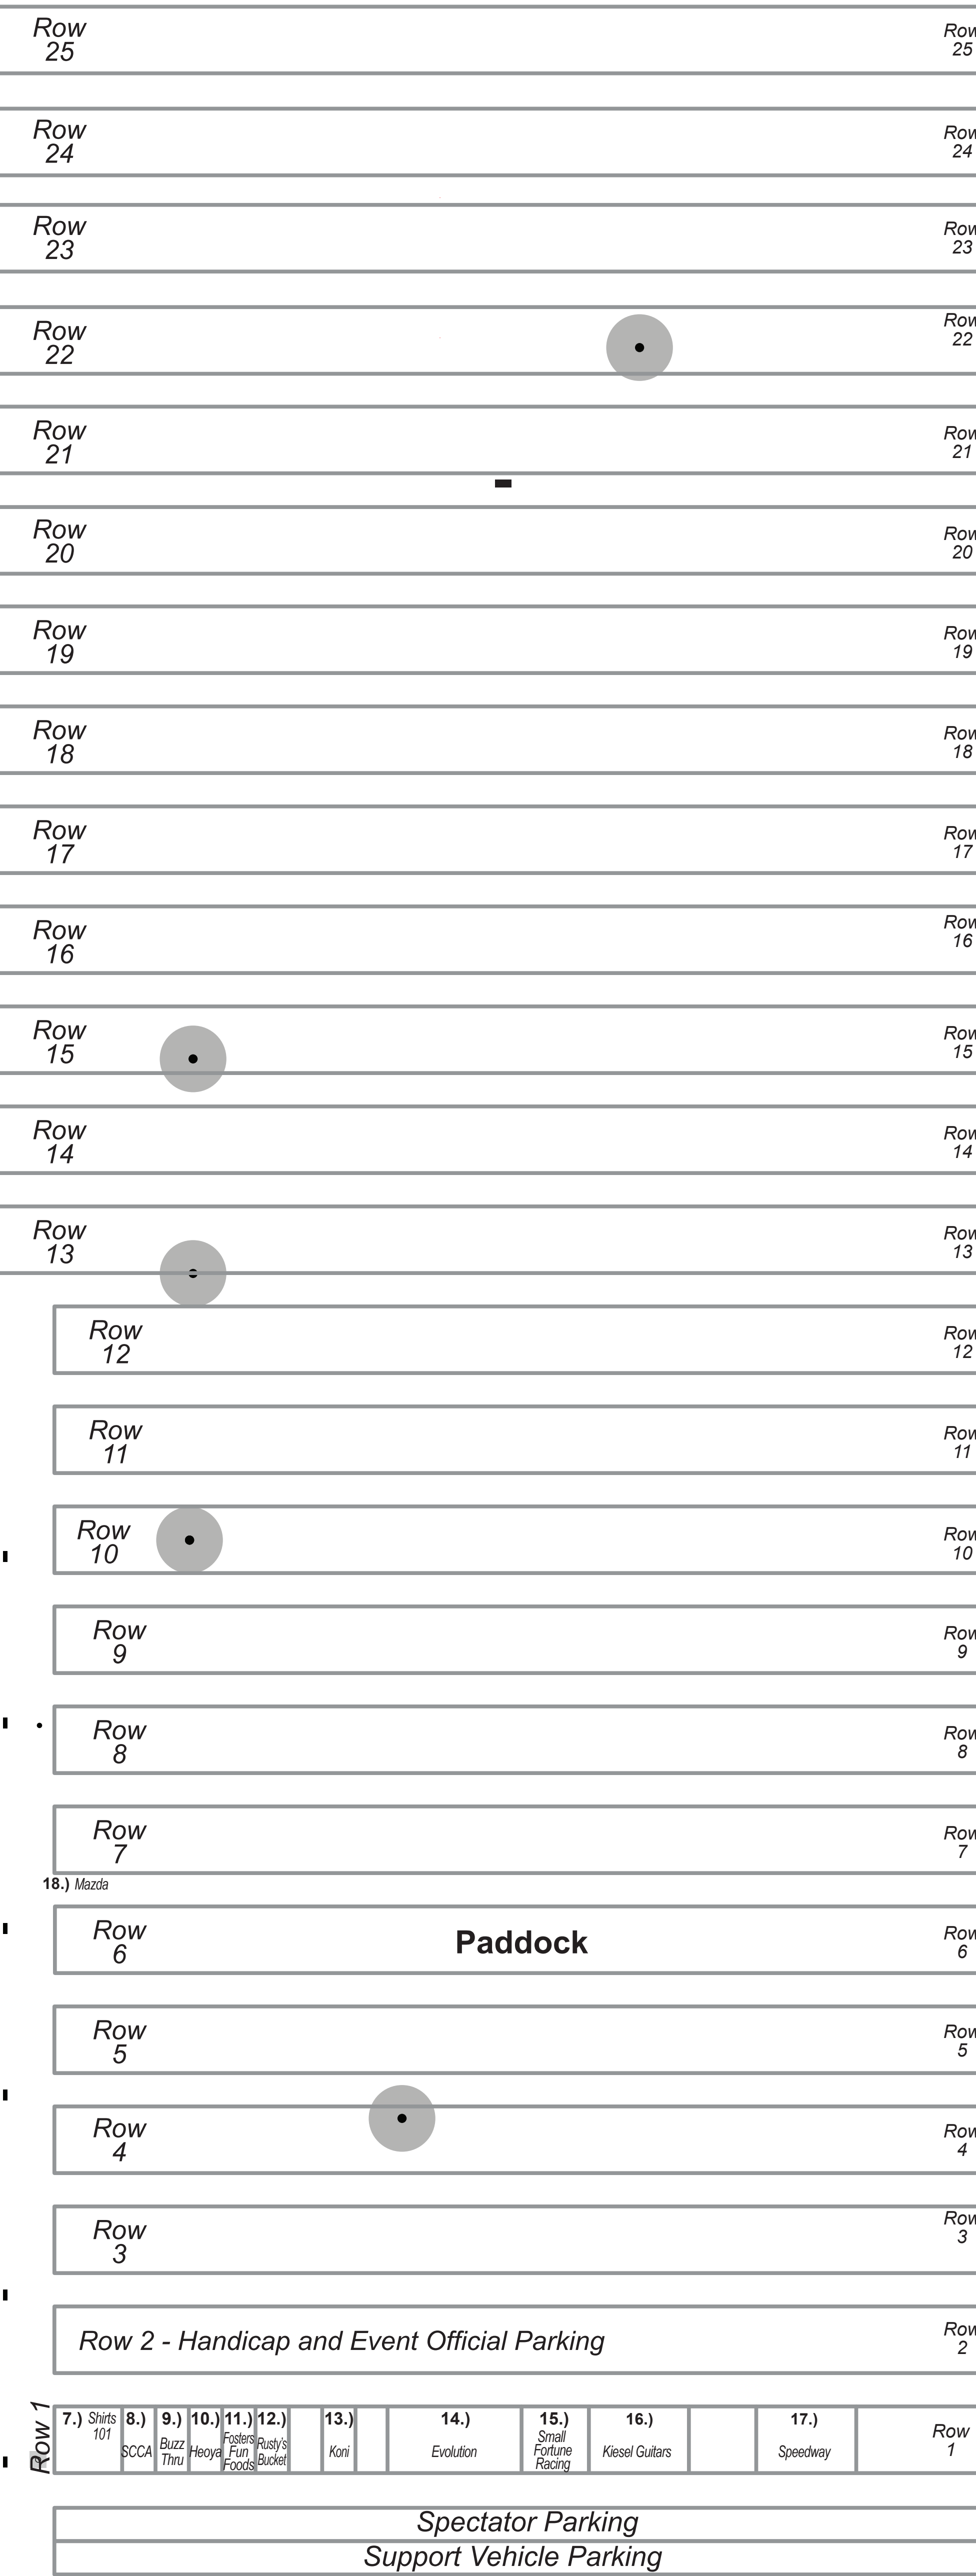 Row Row
25 25
Row Row
24 24
Row Row
23 23
Row Row
22 22
Row Row
21 21
Row Row
20 20
Row Row
19 19
Row Row
18 18
Row Row
17 17
Row Row
16 16
Row Row
15 15
Row Row
14 14
Row Row
13 13
Row Row
12 12
Row Row
11 11
Row Row
10 10
Row Row
9 9
Row Row
8 8
Row Row
7 7
18.) Mazda
Row Paddock Row
6 6
Row Row
5 5
Row Row
4 4
Row Row
3 3
Row 2 - Handicap and Event Official Parking Row
2
Row 1
7.) Shirts
101
8.)
SCCA
9.)
Buzz
Thru
10.)
Heoya
11.)
Fosters
Fun
Foods
12.)
Rusty's
Bucket
13.)
Koni
14.)
Evolution
15.)
Small
Fortune
Racing
16.)
Kiesel Guitars
17.)
Speedway
Row
1
Spectator Parking
Support Vehicle Parking